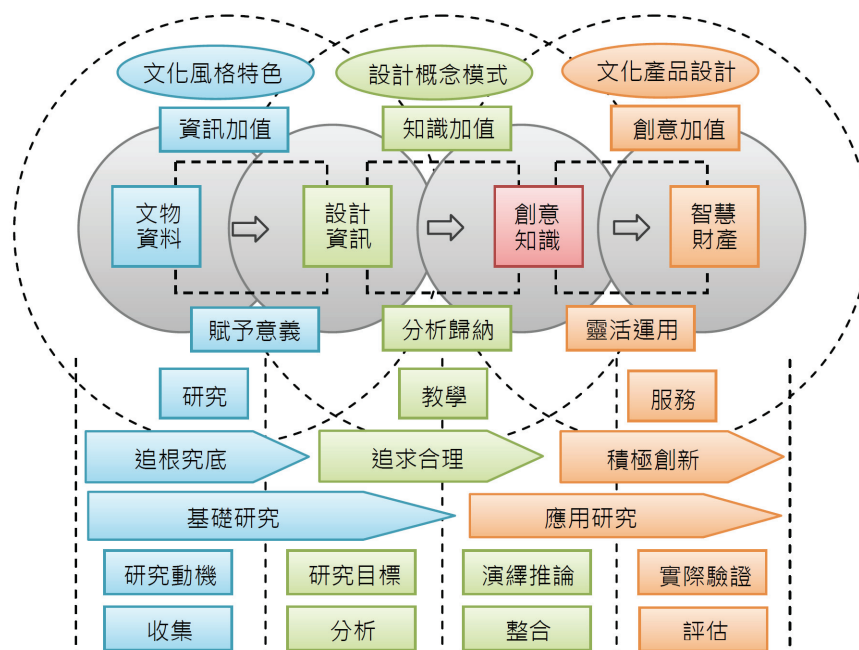 文化風格特色
設計概念模式
文化產品設計
資訊加值
知識加值
創意加值
文物
資料
設計
資訊
創意
知識
智慧
財產
賦予意義
分析歸納
靈活運用
研究
教學
服務
追根究底
追求合理
積極創新
基礎研究
應用研究
研究動機
研究目標
演繹推論
實際驗證
收集
分析
整合
評估